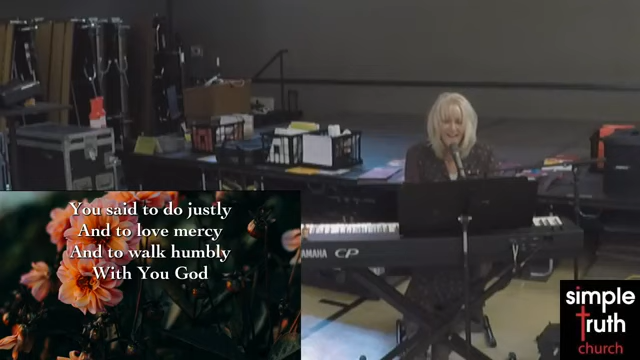 You said to do justly
And to love mercy
And to walk humbly
With You God
YAMAHA CP
simple
truth
church